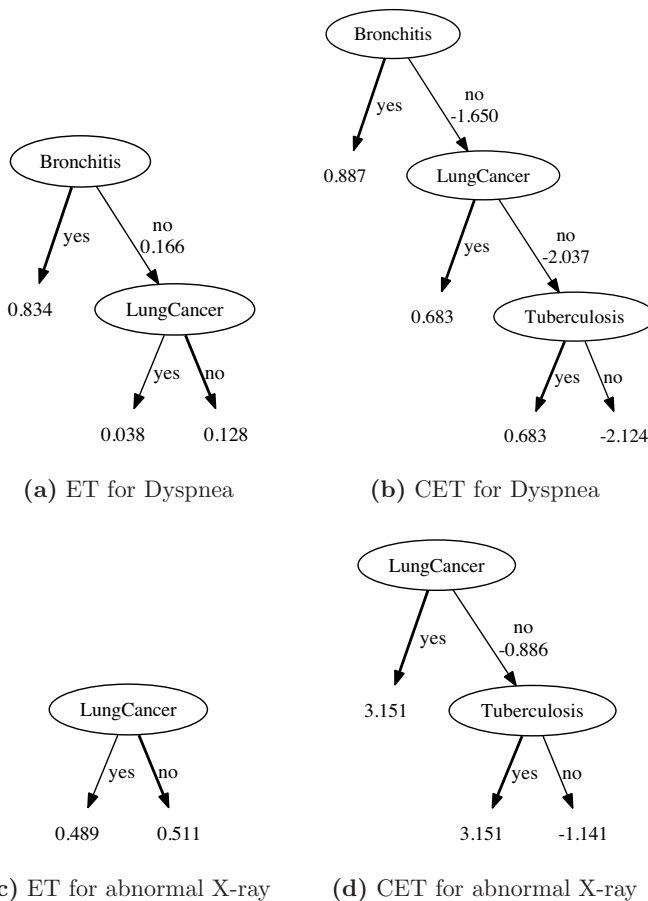 Bronchitis
yes
no
0.166
0.834
LungCancer
yes
no
0.038
0.128
(a) ET for Dyspnea
Bronchitis
yes
no
-1.650
0.887
LungCancer
yes
no
-2.037
0.683
Tuberculosis
yes
no
0.683
-2.124
(b) CET for Dyspnea
LungCancer
yes
no
0.489
0.511
c) ET for abnormal X-ray
LungCancer
yes
no
-0.886
3.151
Tuberculosis
yes
no
3.151
-1.141
(d) CET for abnormal X-ray